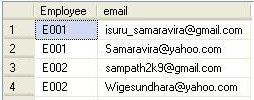 Employee email
1 E001 isuru_samaravira@gmail.com
2 E001 Samaravira@yahoo.com
3 E002 sampath2k9@gmail.com
4 E002 Wigesundhara@yahoo.com